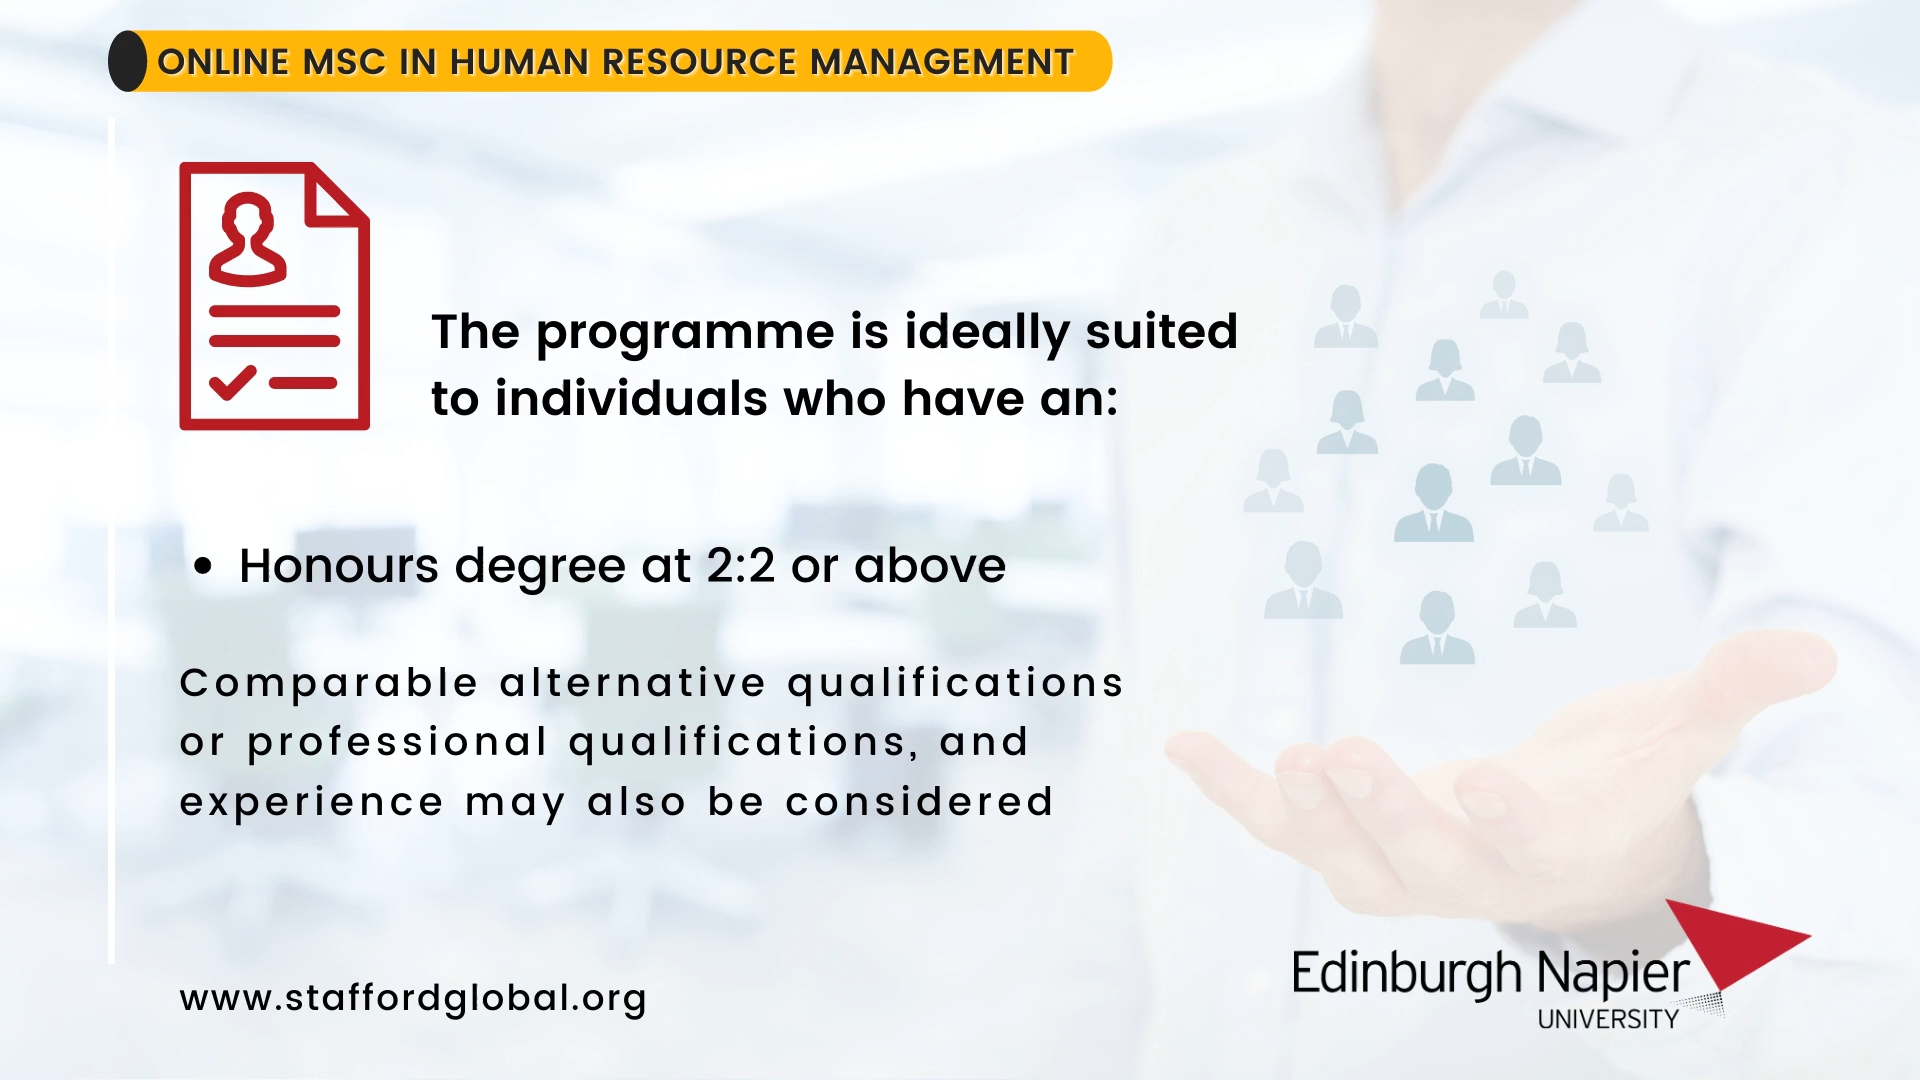 ONLINE MSC IN HUMAN RESOURCE MANAGEMENT
The programme is ideally suited
to individuals who have an:
• Honours degree at 2:2 or above
Comparable alternative qualifications
or professional qualifications, and
experience may also be considered
www.staffordglobal.org
Edinburgh Napier
UNIVERSITY